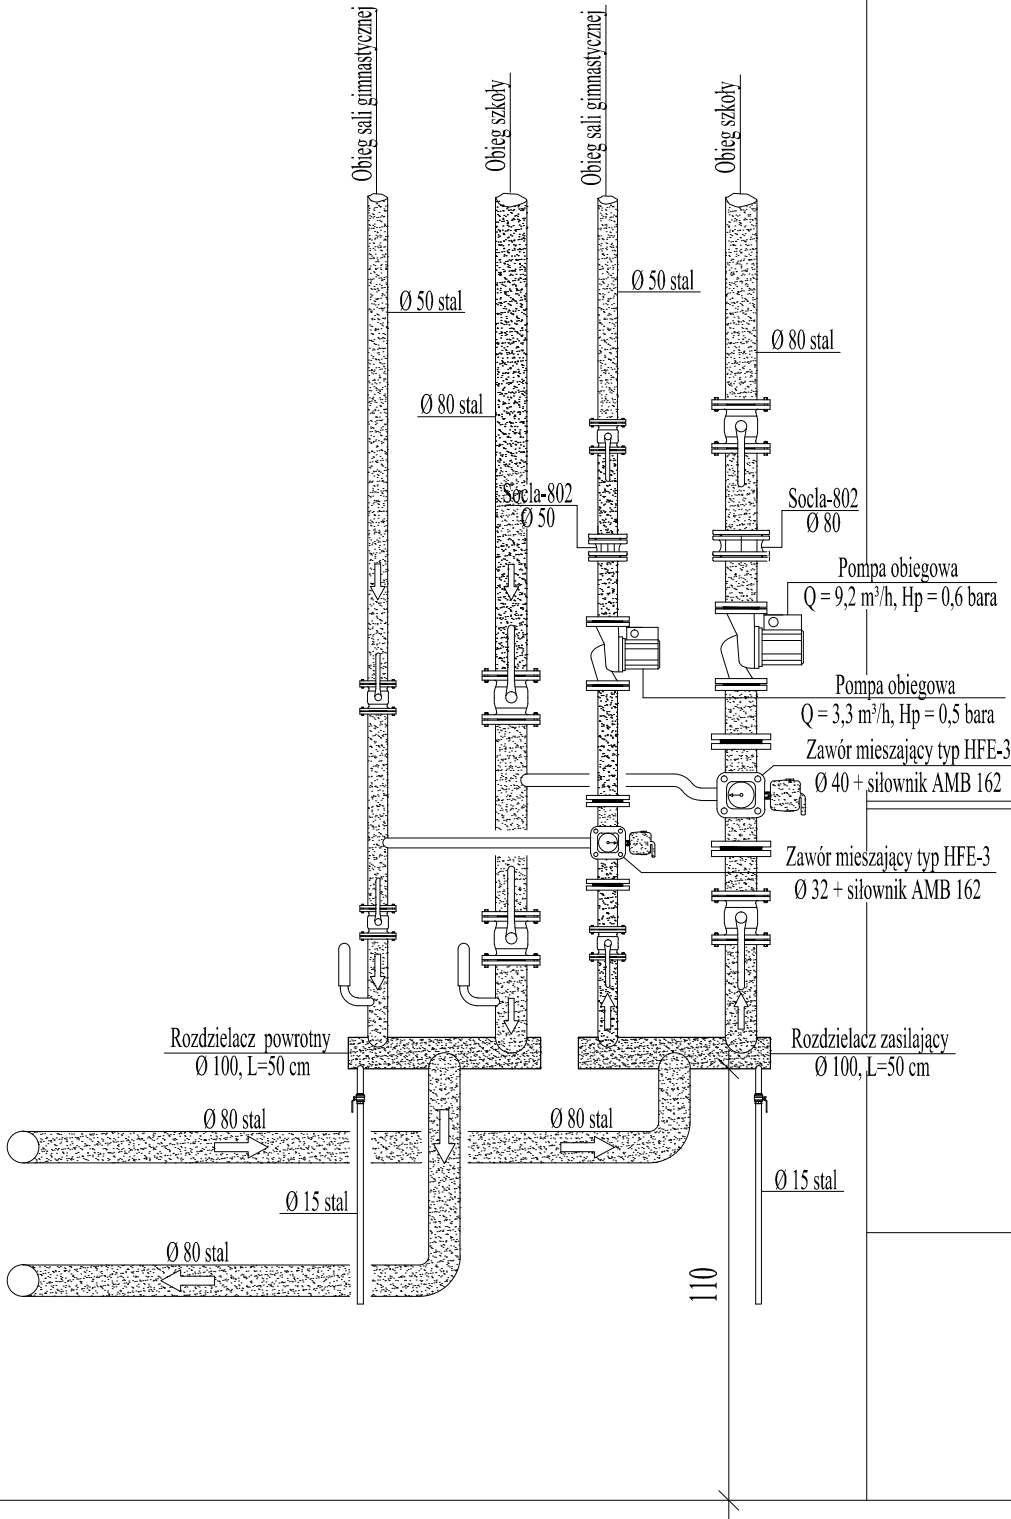 Obieg sali gimnastycznej
Obieg szkoły
Obieg sali gimnastycznej
Obieg szkoły
Ø 50 stal
Ø 50 stal
Ø 80 stal
Ø 80 stal
Socla-802
Ø 50
Socla-802
Ø 80
Pompa obiegowa
Q = 9,2 m³/h, Hp = 0,6 bara
Pompa obiegowa
Q = 3,3 m³/h, Hp = 0,5 bara
Zawór mieszający typ HFE-3
Ø 40 + siłownik AMB 162
Zawór mieszający typ HFE-3
Ø 32 + siłownik AMB 162
Rozdzielacz powrotny
Ø 100, L=50 cm
Rozdzielacz zasilający
Ø 100, L=50 cm
Ø 80 stal
Ø 80 stal
Ø 15 stal
Ø 15 stal
Ø 80 stal
110